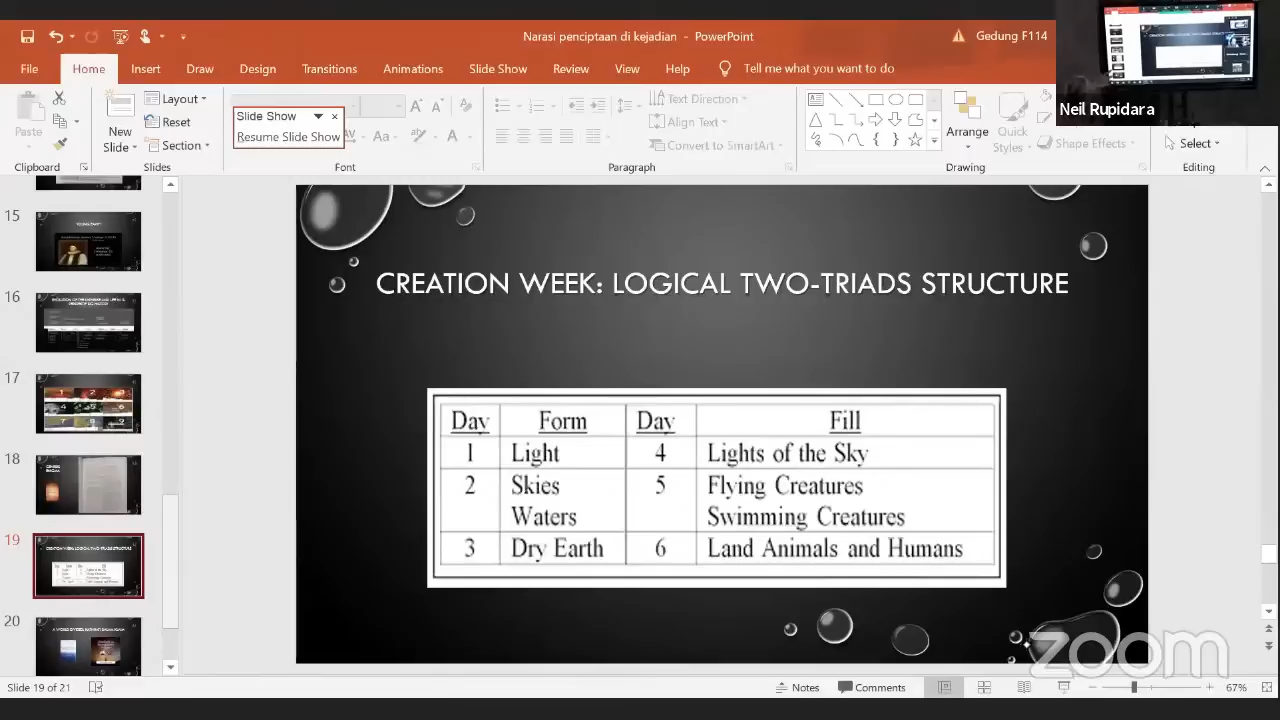 Narasi penciptaan di kejadian - PowerPoint
Gedung F114
Neil Rupidara
File Home Insert Draw Design Transitions Animations Slide Show Review View Help Tell me what you want to do
Paste
New
Slide
Layout
Reset
Section
Slide Show
Resume Slide Show
Text Direction
Align Text
Convert to SmartArt
Arrange
Quick
Styles
Shape Effects
Select
Clipboard Slides Font Paragraph Drawing Editing
15
16
17
18
19
20
CREATION WEEK: LOGICAL TWO-TRIADS STRUCTURE
Day Form Day Fill
1 Light 4 Lights of the Sky
2 Skies 5 Flying Creatures
Waters Swimming Creatures
3 Dry Earth 6 Land Animals and Humans
zoom
Slide 19 of 21
Notes Comments 67%